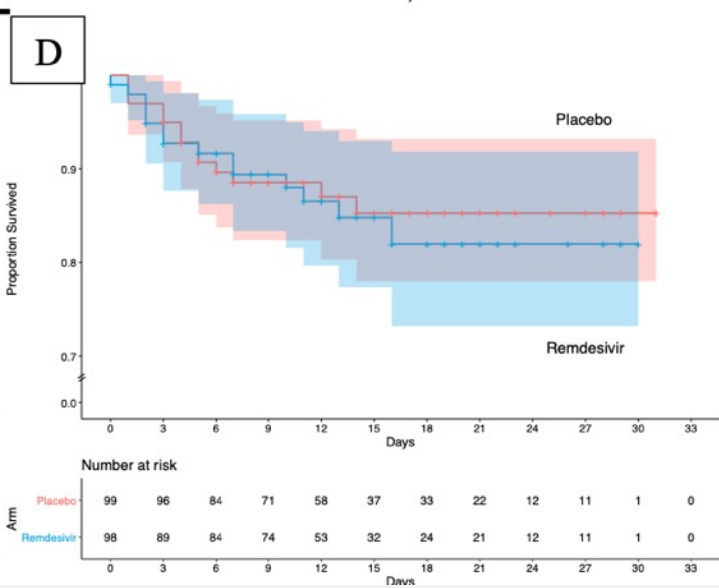 D
Placebo
0.9
Proportion Survived
0.8
Remdesivir
0.7
0.0
0 3 6 9 12 15 18 21 24 27 30 33
Days
Number at risk
Arm
Placebo 99 96 84 71 58 37 33 22 12 11 1 0
Remdesivir 98 89 84 74 53 32 24 21 12 11 1 0
0 3 6 9 12 15 18 21 24 27 30 33
Days